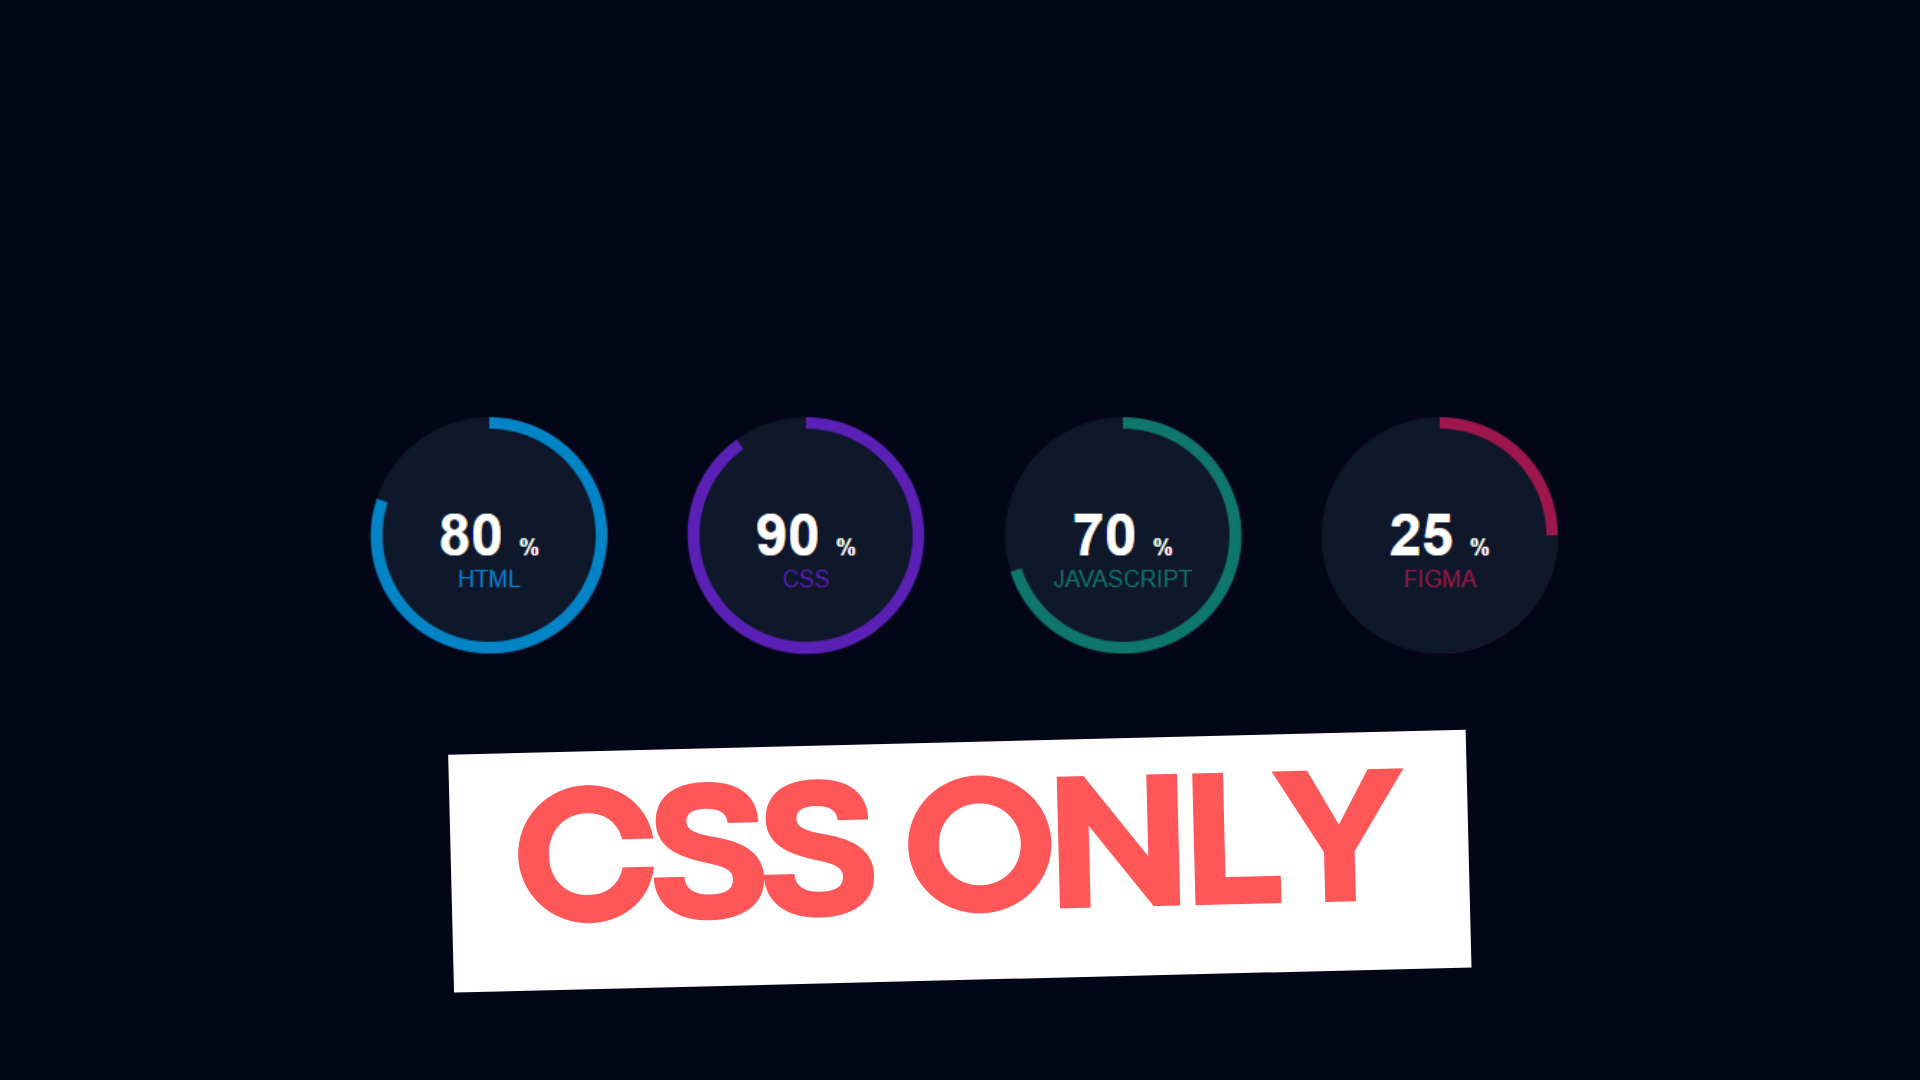 80 %
HTML
90 %
CSS
70 %
JAVASCRIPT
25 %
FIGMA
CSS ONLY